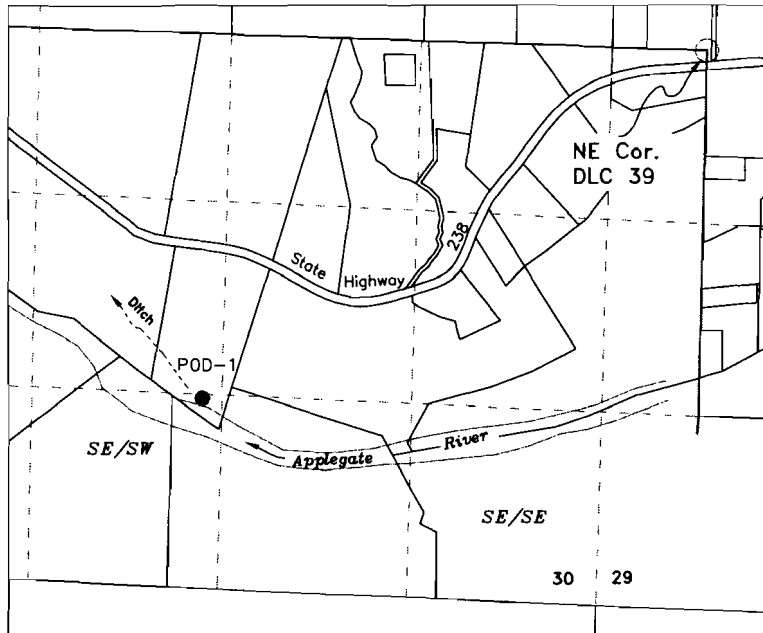 NE Cor.
DLC 39
238
State Highway
Ditch
POD-1
SE/SW
Applegate River
SE/SE
30 29